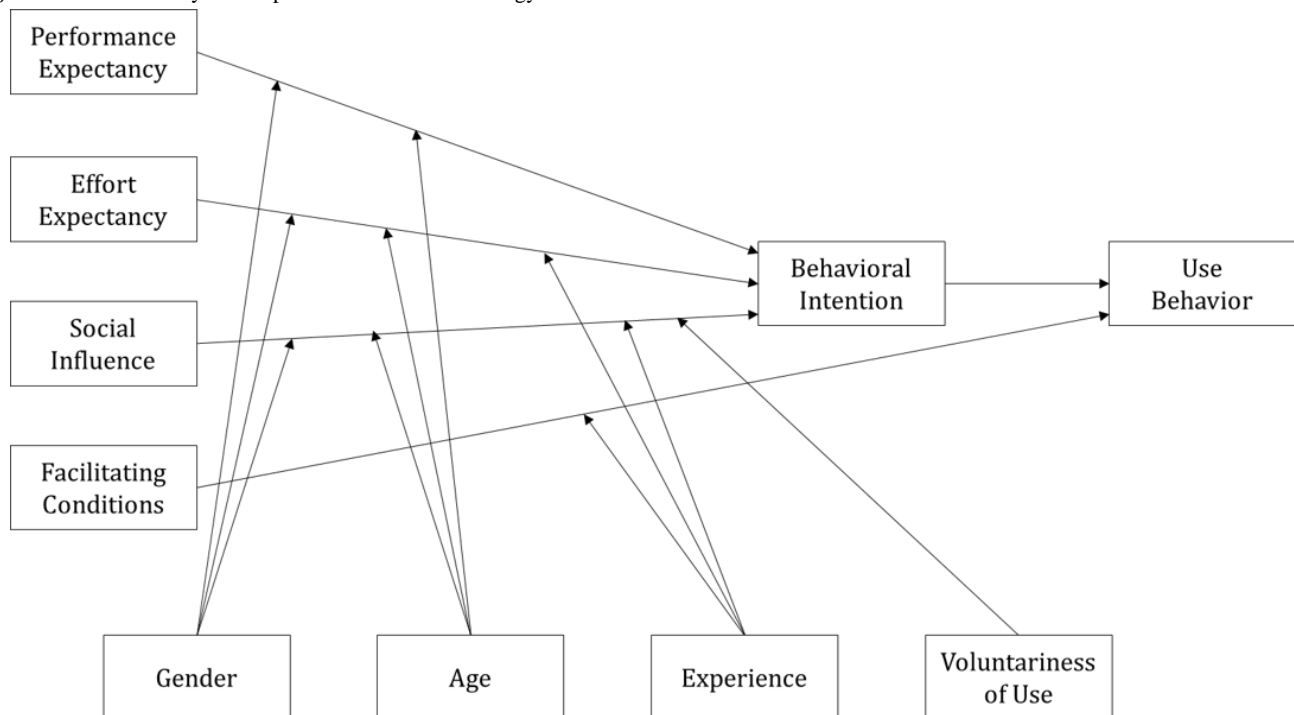 Performance
Expectancy
Effort
Expectancy
Social
Influence
Facilitating
Conditions
Behavioral
Intention
Use
Behavior
Gender
Age
Experience
Voluntariness
of Use